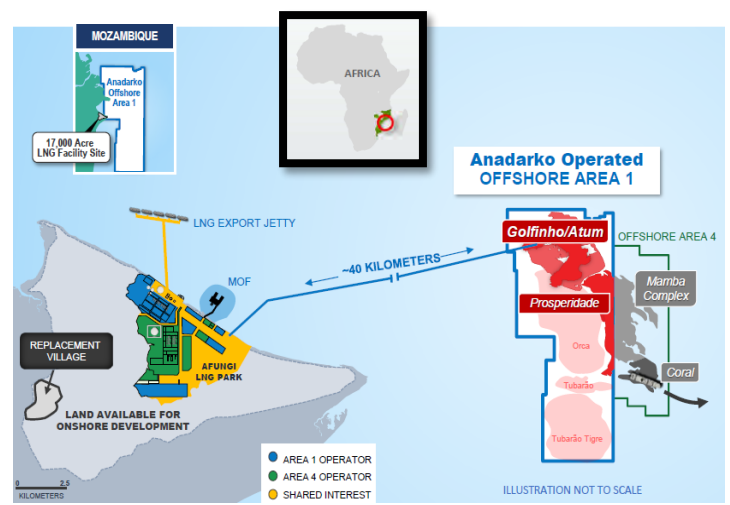 MOZAMBIQUE
Anadarko
Offshore
Area 1
17,000 Acre
LNG Facility Site
AFRICA
Anadarko Operated
OFFSHORE AREA 1
LNG EXPORT JETTY
MOF
~40 KILOMETERS
Golfinho/Atum
OFFSHORE AREA 4
Mamba
Complex
Prosperidade
Orca
Coral
Tubarão
Tubarão Tigre
REPLACEMENT
VILLAGE
AFUNGI
LNG PARK
LAND AVAILABLE FOR
ONSHORE DEVELOPMENT
AREA 1 OPERATOR
AREA 4 OPERATOR
SHARED INTEREST
0 2.5
KILOMETERS
ILLUSTRATION NOT TO SCALE